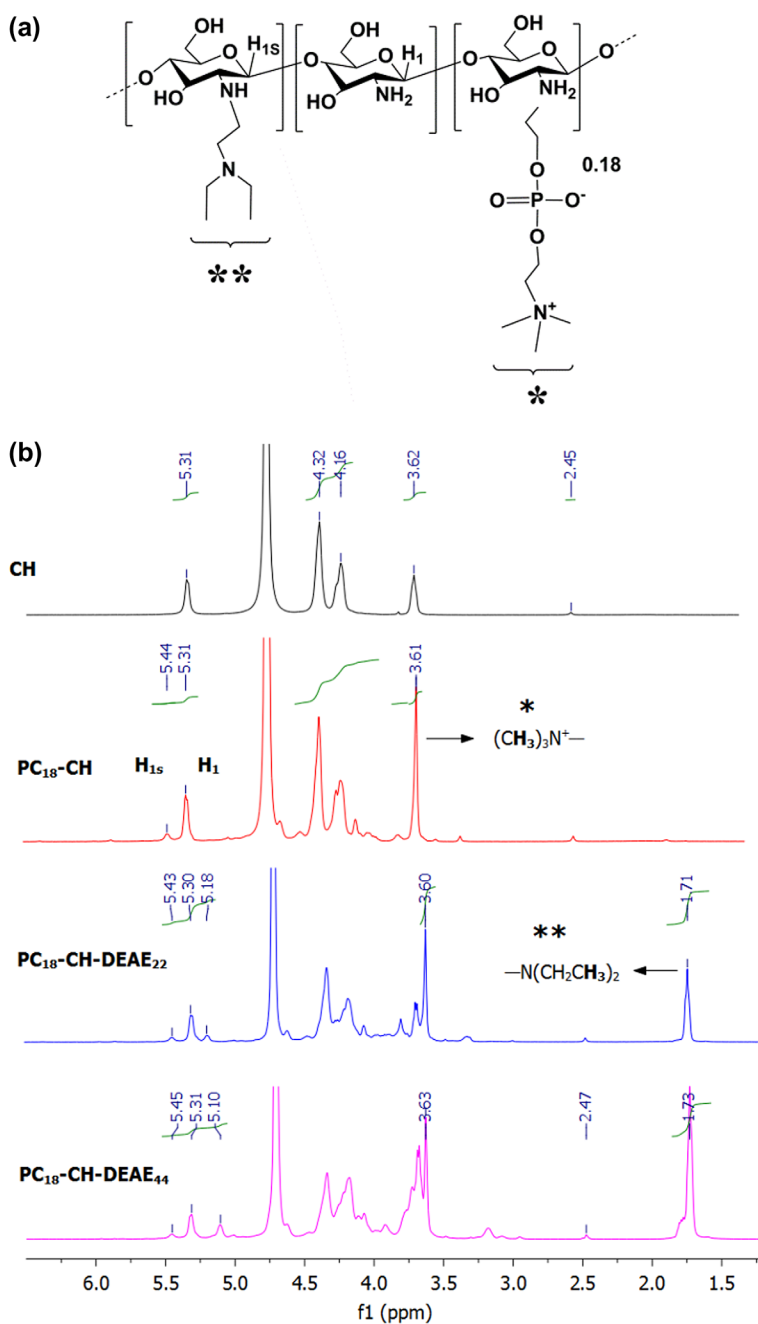 (a)
OH
OH
OH
H1S
H1
O
O
O
O
O
O
O
HO
HO
HO
NH
NH2
NH2
N
**
O
0.18
O=P-O-
O
N+
*
(b)
5.31
4.32
4.16
3.62
2.45
CH
5.44
5.31
3.61
*
(CH3)3N+—
H1s
H1
PC18-CH
5.43
5.30
5.18
3.60
1.71
**
PC18-CH-DEAE22
—N(CH2CH3)2
5.45
5.31
5.10
3.63
2.47
1.73
PC18-CH-DEAE44
6.0 5.5 5.0 4.5 4.0 3.5 3.0 2.5 2.0 1.5
f1 (ppm)